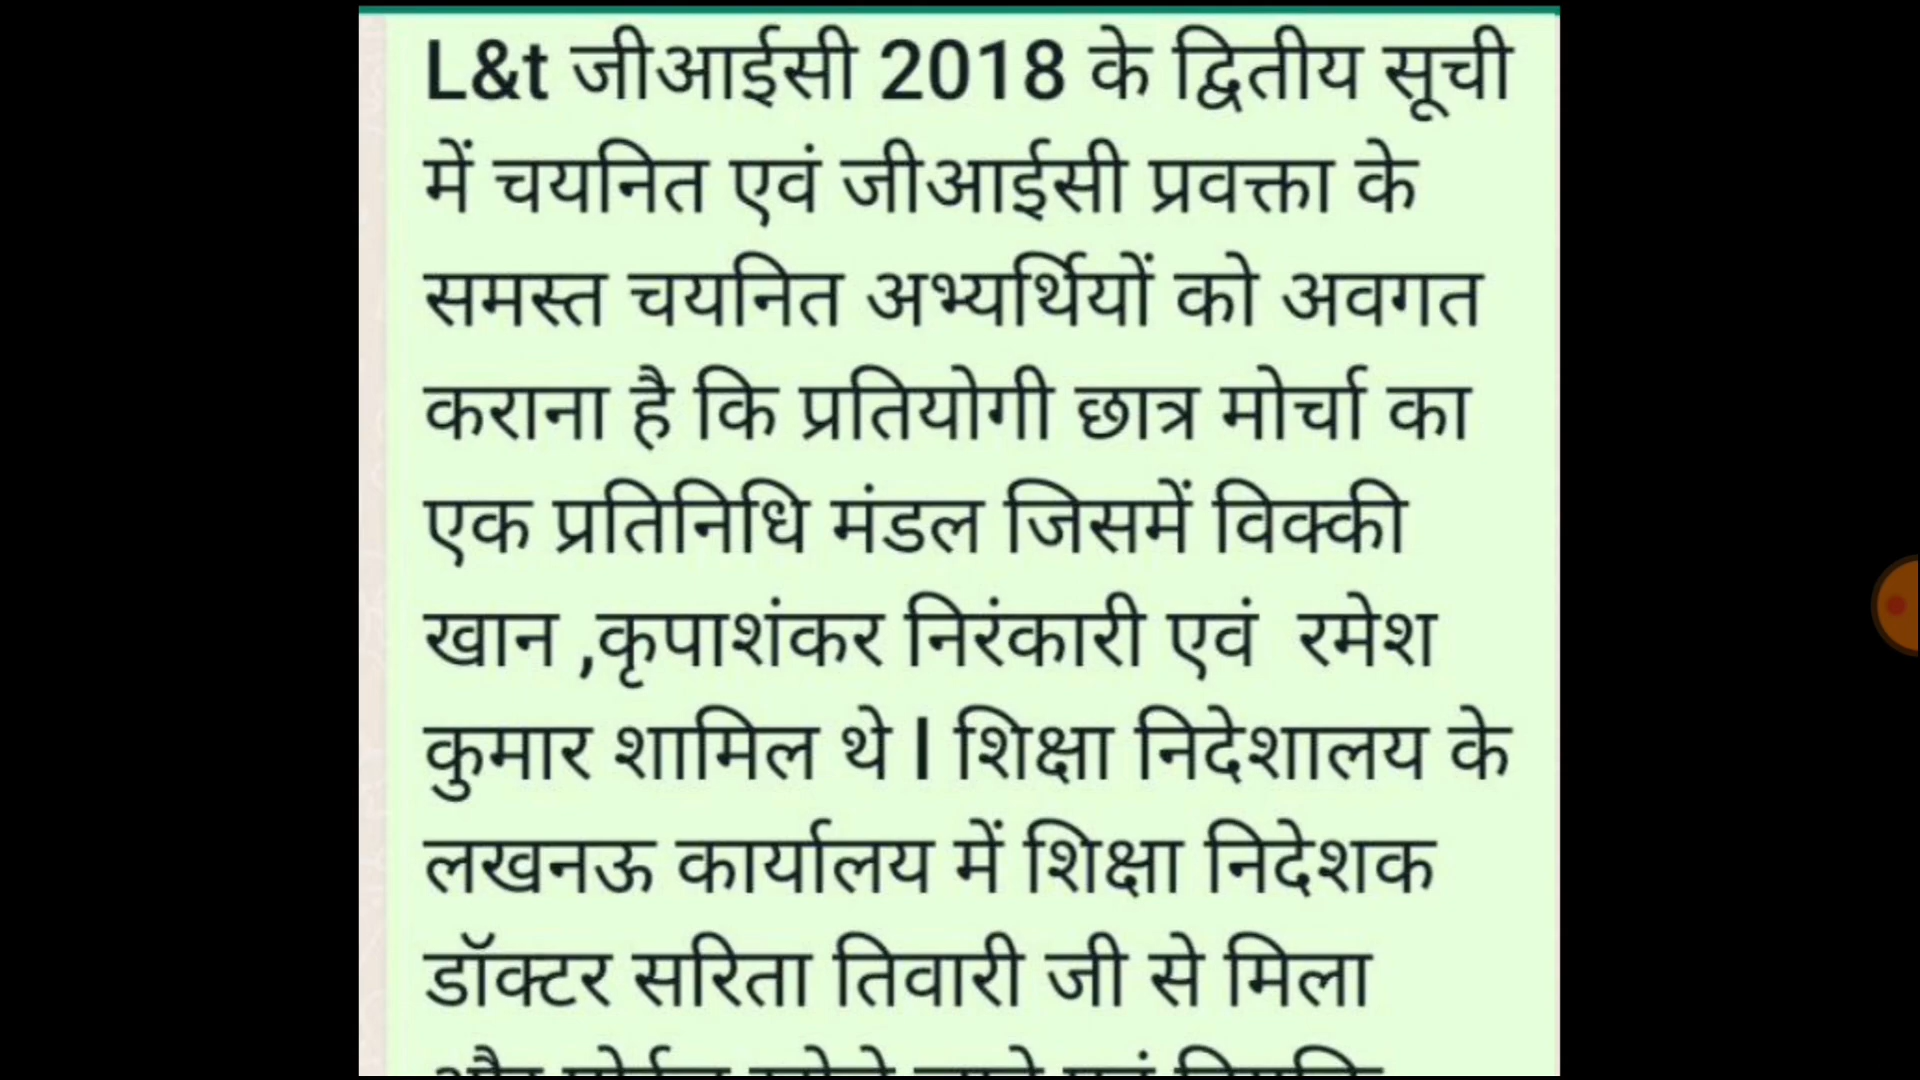 L&t जीआईसी 2018 के द्वितीय सूची
में चयनित एवं जीआईसी प्रवक्ता के
समस्त चयनित अभ्यर्थियों को अवगत
कराना है कि प्रतियोगी छात्र मोर्चा का
एक प्रतिनिधि मंडल जिसमें विक्की
खान ,कृपाशंकर निरंकारी एवं  रमेश
कुमार शामिल थे l शिक्षा निदेशालय के
लखनऊ कार्यालय में शिक्षा निदेशक
डॉक्टर सरिता तिवारी जी से मिला